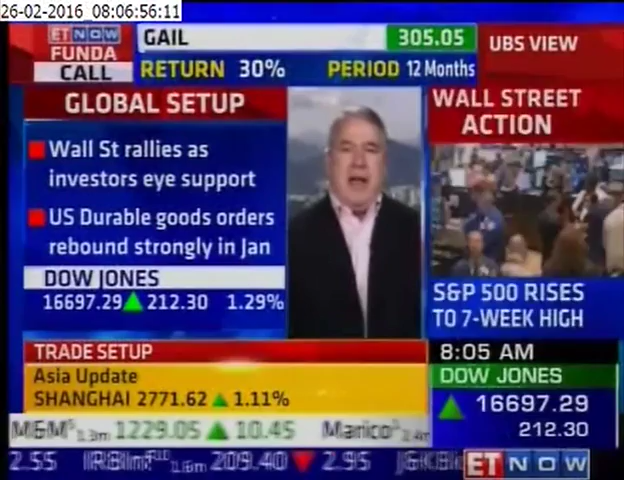 26-02-2016 08:06:56:11
ET NOW
FUNDA
CALL
GAIL
305.05
RETURN 30%
PERIOD 12 Months
UBS VIEW
GLOBAL SETUP
Wall St rallies as
investors eye support
US Durable goods orders
rebound strongly in Jan
DOW JONES
16697.29 ▲ 212.30 1.29%
WALL STREET
ACTION
S&P 500 RISES
TO 7-WEEK HIGH
TRADE SETUP
Asia Update
SHANGHAI 2771.62 ▲ 1.11%
8:05 AM
DOW JONES
▲ 16697.29
212.30
M&M 1.3m 1229.05 ▲ 10.45 Marico
2.55 209.40 ▼ 2.95
ET NOW